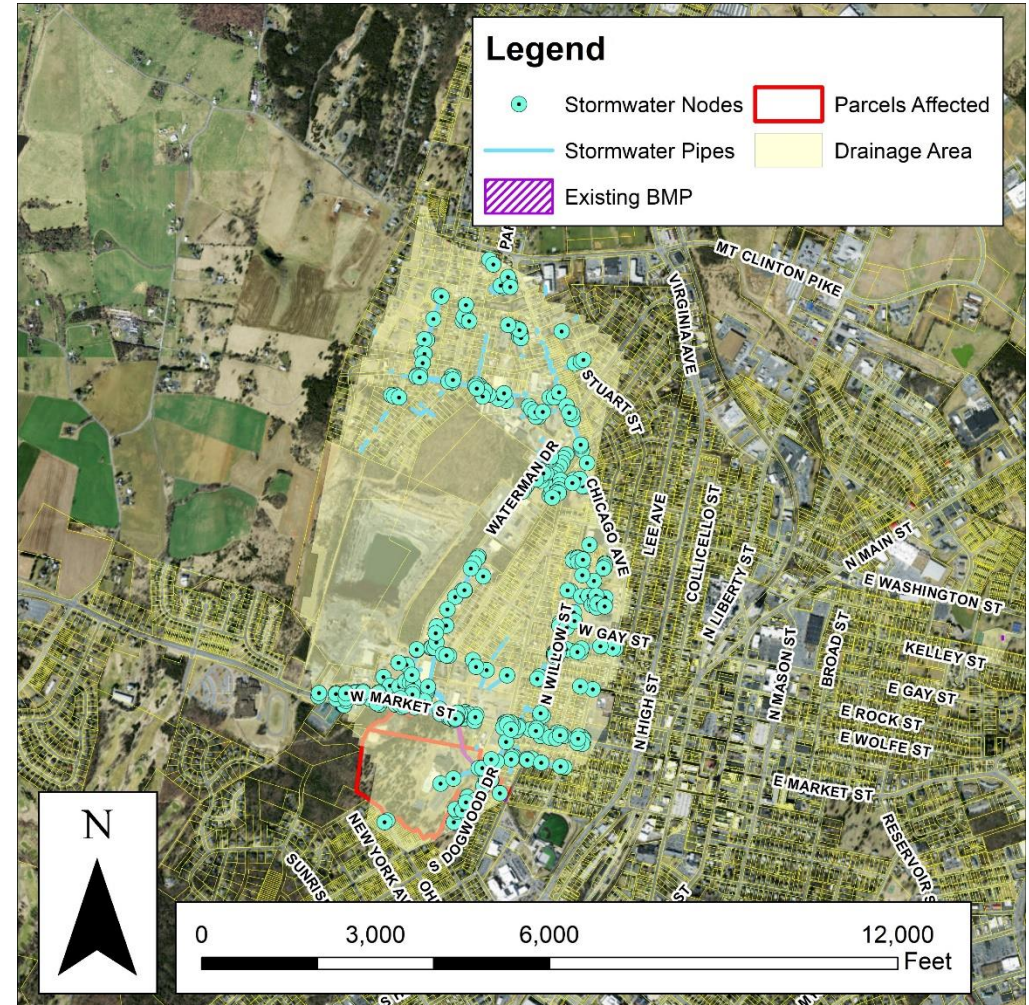 Legend
Stormwater Nodes
Parcels Affected
Stormwater Pipes
Drainage Area
Existing BMP
MT CLINTON PIKE
VIRGINIA AVE
STUART ST
WATERMAN DR
CHICAGO AVE
LEE AVE
COLLICELLO ST
N LIBERTY ST
N MAIN ST
E WASHINGTON ST
N WILLOW ST
W GAY ST
N MASON ST
BROAD ST
KELLEY ST
E GAY ST
W MARKET ST
N HIGH ST
E ROCK ST
E WOLFE ST
E MARKET ST
S DOGWOOD DR
NEW YORK AV
RESERVOIR S
SUNRIS
N
0
3,000
6,000
12,000
Feet